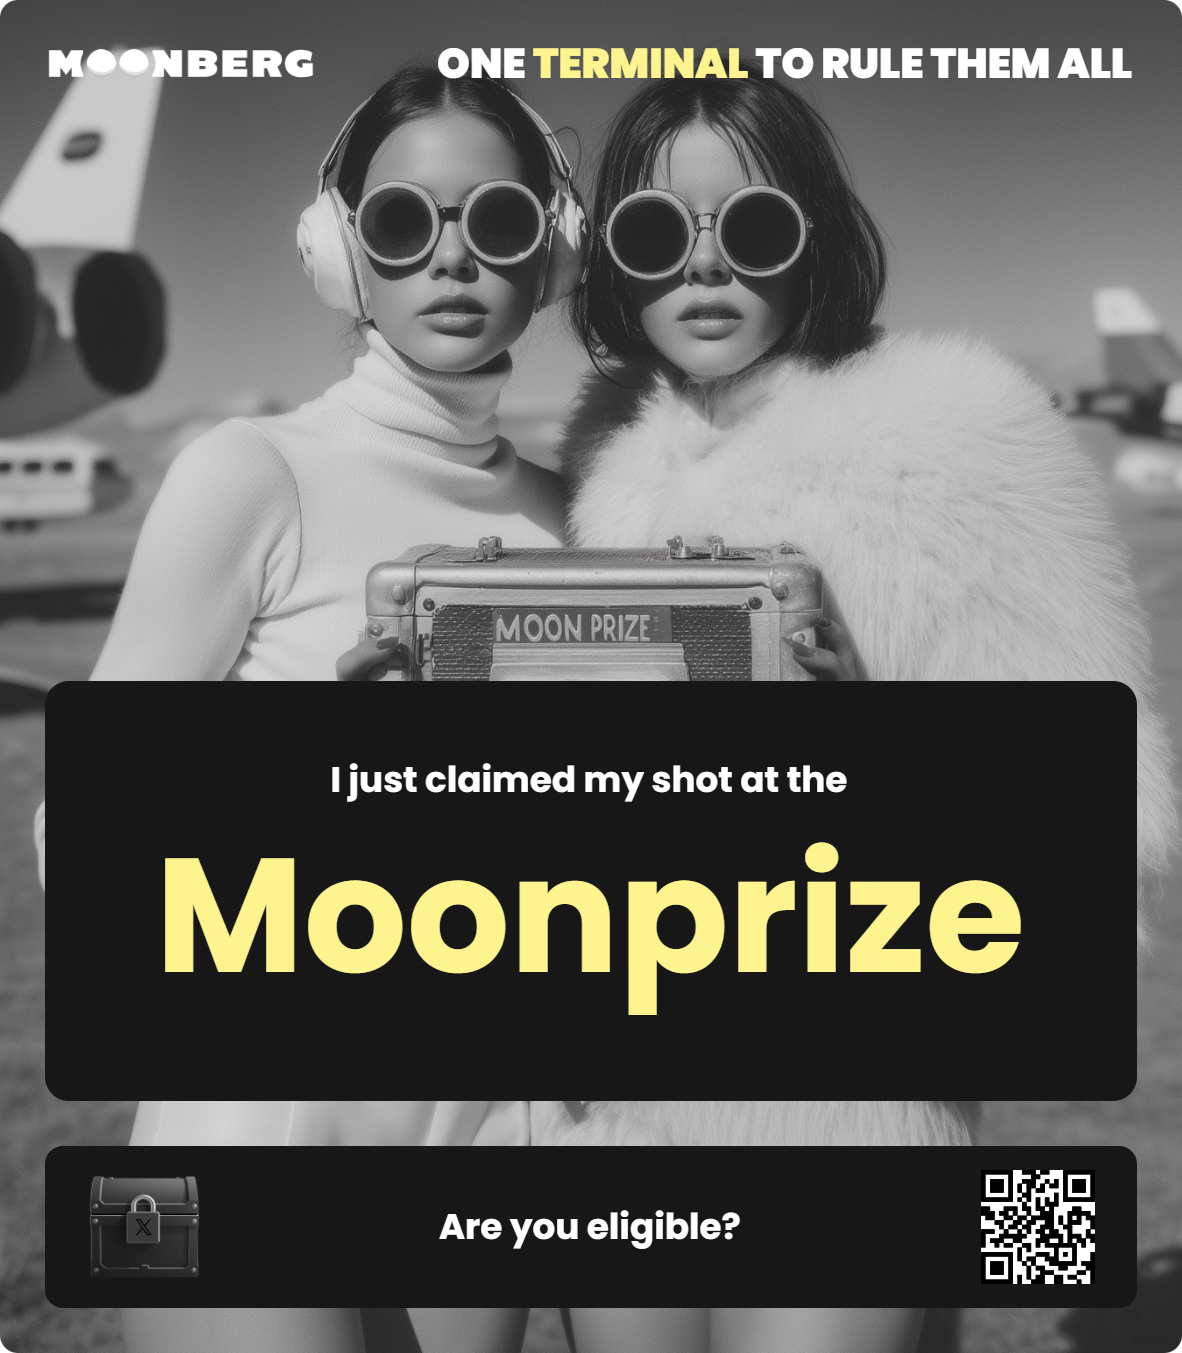 MOONBERG
ONE TERMINAL TO RULE THEM ALL
MOON PRIZE
I just claimed my shot at the
Moonprize
X
Are you eligible?